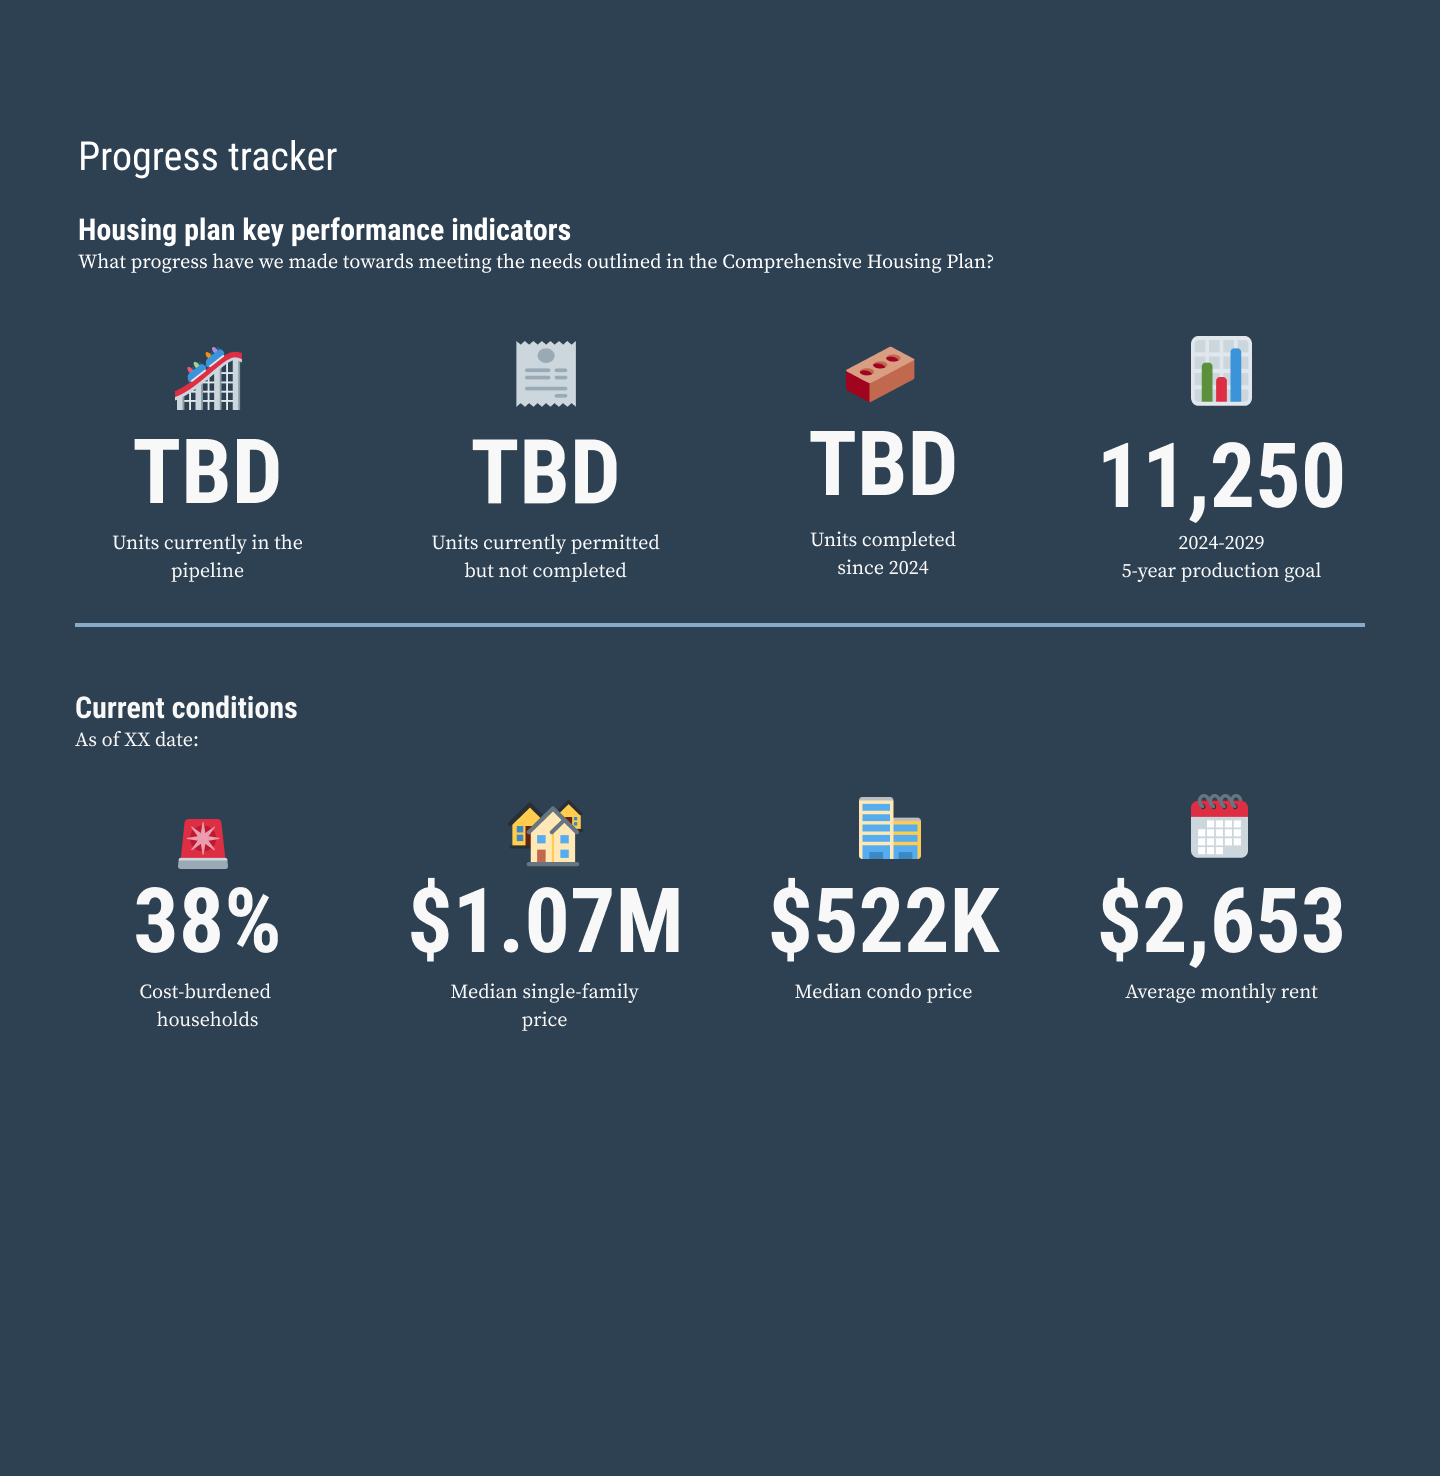 Progress tracker
Housing plan key performance indicators
What progress have we made towards meeting the needs outlined in the Comprehensive Housing Plan?
TBD
Units currently in the
pipeline
TBD
Units currently permitted
but not completed
TBD
Units completed
since 2024
11,250
2024-2029
5-year production goal
Current conditions
As of XX date:
38%
Cost-burdened
households
$1.07M
Median single-family
price
$522K
Median condo price
$2,653
Average monthly rent